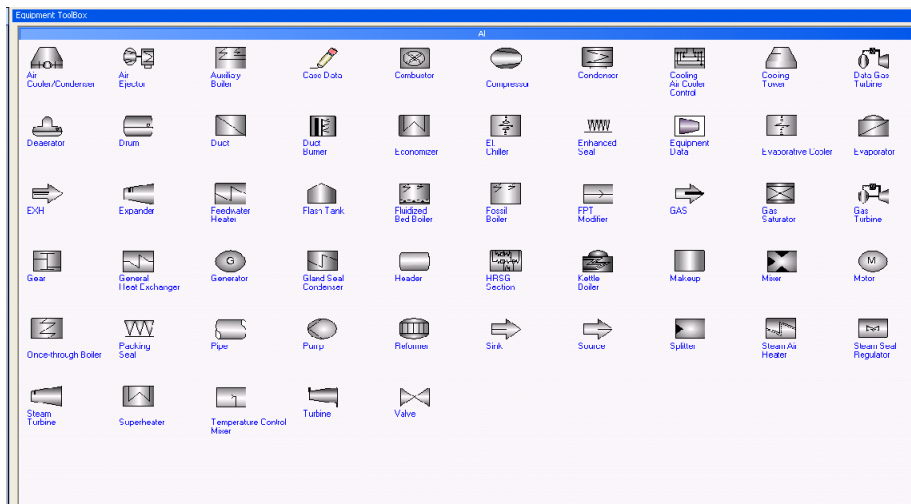 Equipment ToolBox
All
Air
Cooler/Condenser
Air
Ejector
Auxiliary
Boiler
Case Data
Combustor
Compressor
Condenser
Cooling
Air Cooler
Control
Cooling
Tower
Data Gas
Turbine
Deaerator
Drum
Duct
Duct
Burner
Economizer
El.
Chiller
Enhanced
Seal
Equipment
Data
Evaporative Cooler
Evaporator
EXH
Expander
Feedwater
Heater
Flash Tank
Fluidized
Bed Boiler
Fossil
Boiler
FPT
Modifier
GAS
Gas
Saturator
Gas
Turbine
Gear
General
Heat Exchanger
G
Generator
Gland Seal
Condenser
Header
HRSG
Section
Kettle
Boiler
Makeup
Mixer
M
Motor
Once-through Boiler
Packing
Seal
Pipe
Pump
Reformer
Sink
Source
Splitter
Steam Air
Heater
Steam Seal
Regulator
Steam
Turbine
Superheater
Temperature Control
Mixer
Turbine
Valve